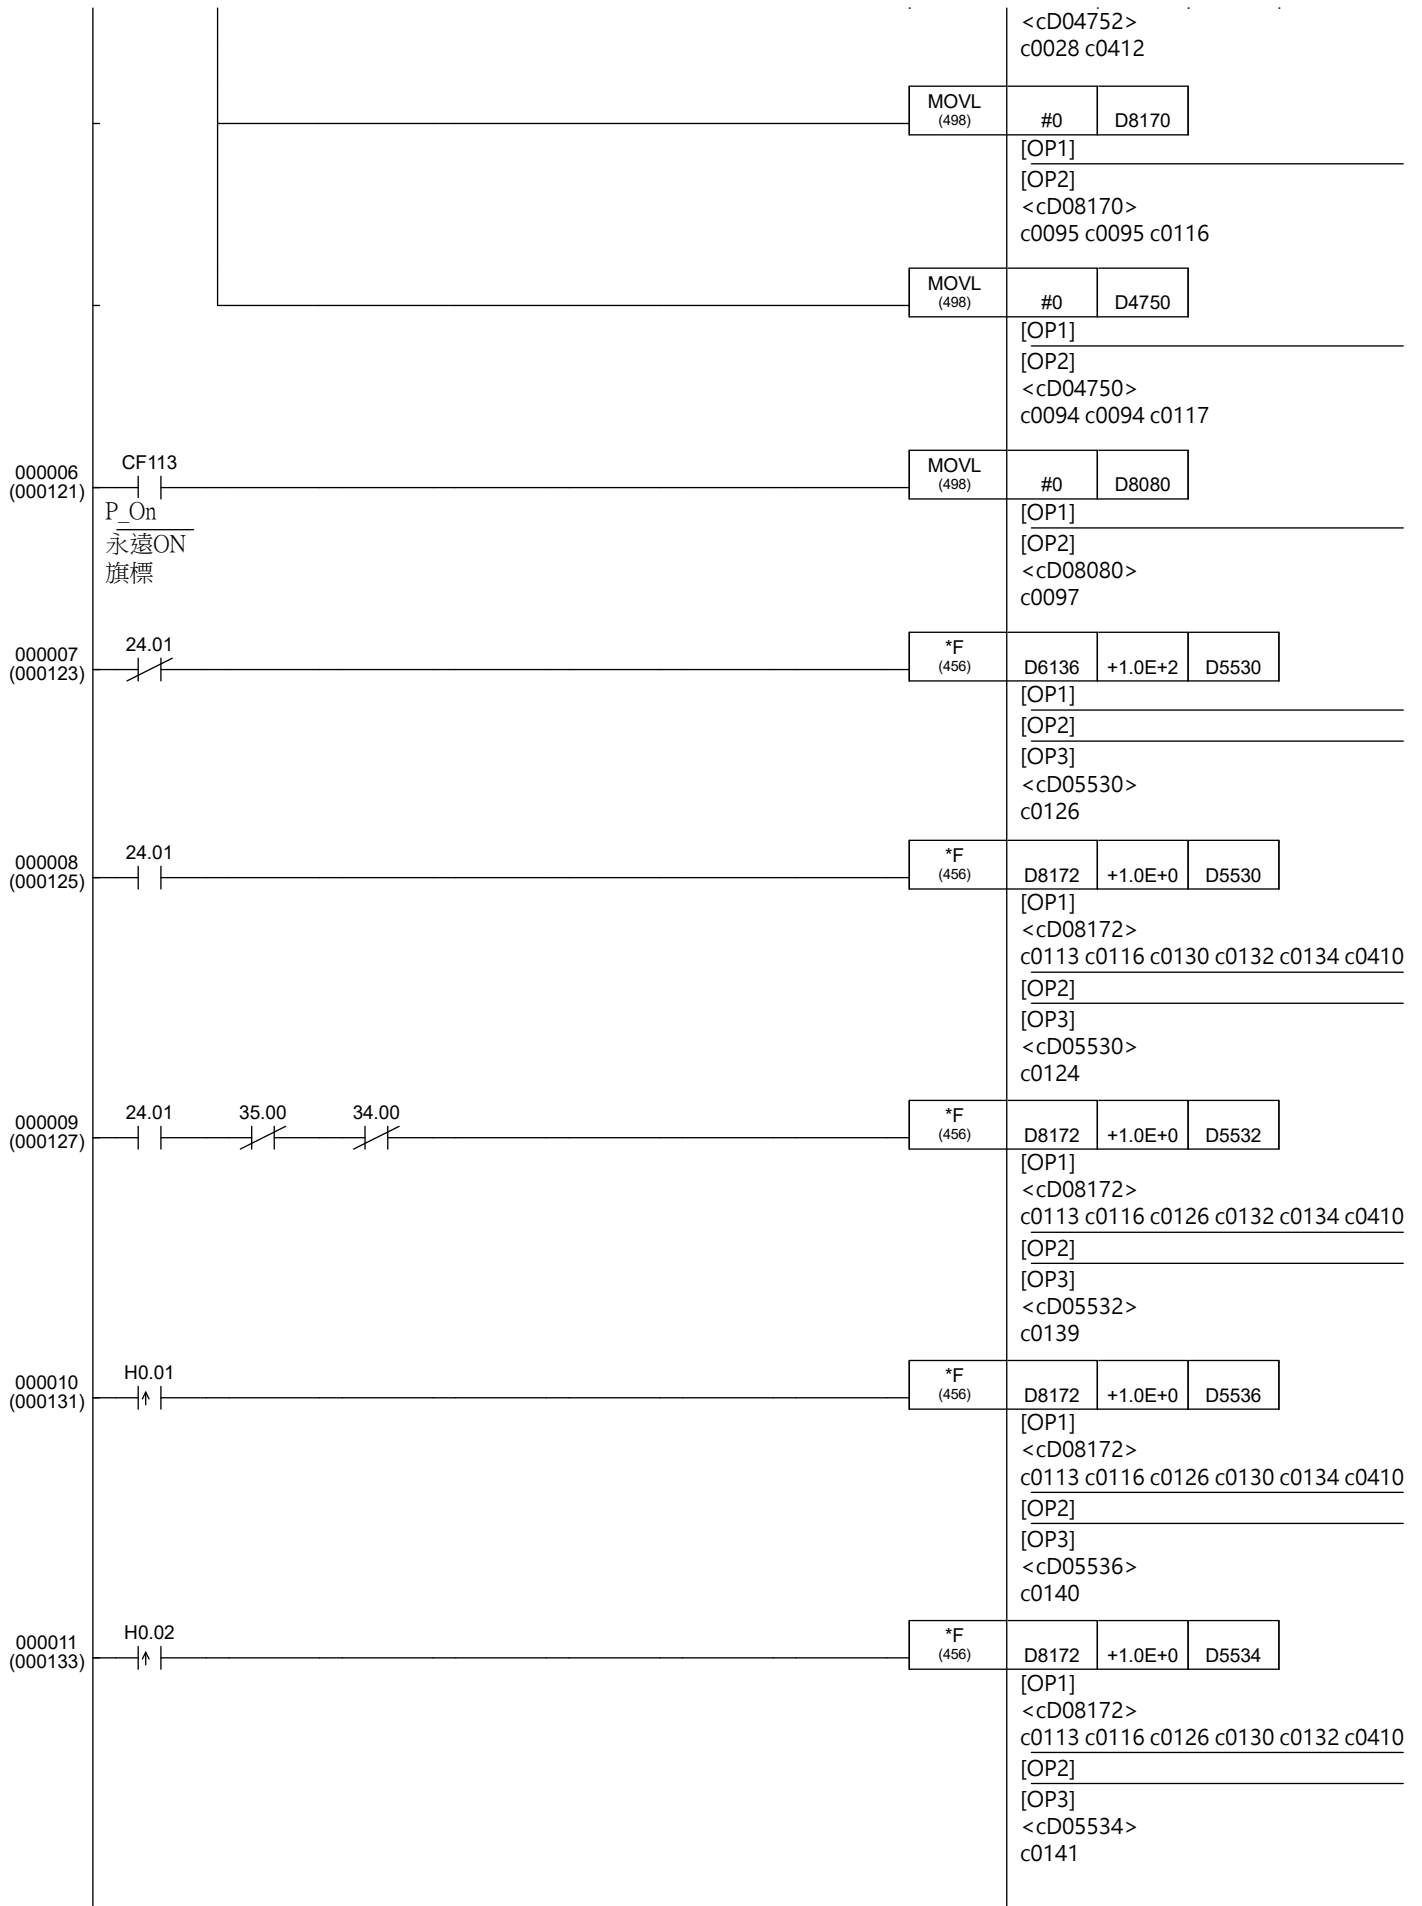 <cD04752>
c0028 c0412
MOVL
(498) #0 D8170
[OP1]
[OP2]
<cD08170>
c0095 c0095 c0116
MOVL
(498) #0 D4750
[OP1]
[OP2]
<cD04750>
c0094 c0094 c0117
000006
(000121)
CF113
P_On
永遠ON
旗標
MOVL
(498) #0 D8080
[OP1]
[OP2]
<cD08080>
c0097
000007
(000123)
24.01
*F
(456) D6136 +1.0E+2 D5530
[OP1]
[OP2]
[OP3]
<cD05530>
c0126
000008
(000125)
24.01
*F
(456) D8172 +1.0E+0 D5530
[OP1]
<cD08172>
c0113 c0116 c0130 c0132 c0134 c0410
[OP2]
[OP3]
<cD05530>
c0124
000009
(000127)
24.01 35.00 34.00
*F
(456) D8172 +1.0E+0 D5532
[OP1]
<cD08172>
c0113 c0116 c0126 c0132 c0134 c0410
[OP2]
[OP3]
<cD05532>
c0139
000010
(000131)
H0.01
*F
(456) D8172 +1.0E+0 D5536
[OP1]
<cD08172>
c0113 c0116 c0126 c0130 c0134 c0410
[OP2]
[OP3]
<cD05536>
c0140
000011
(000133)
H0.02
*F
(456) D8172 +1.0E+0 D5534
[OP1]
<cD08172>
c0113 c0116 c0126 c0130 c0132 c0410
[OP2]
[OP3]
<cD05534>
c0141